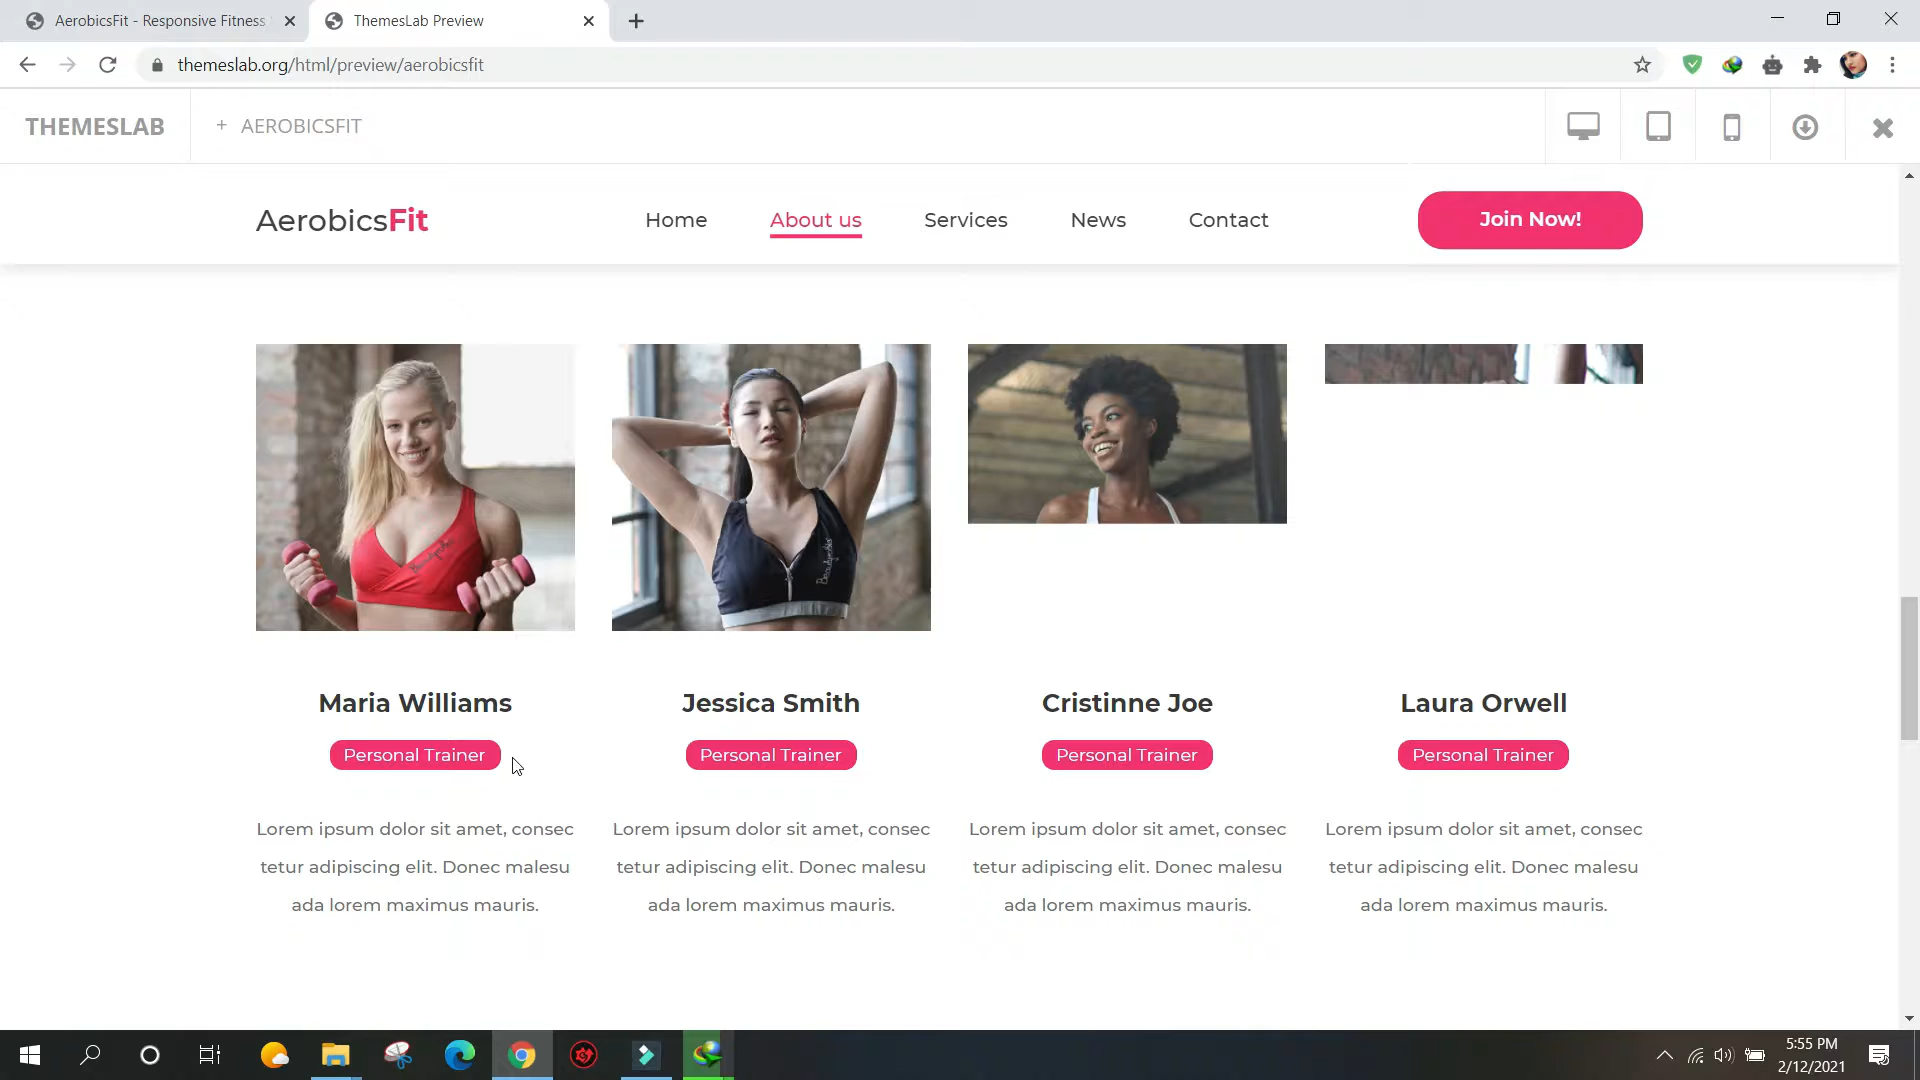 AerobicsFit - Responsive Fitness
ThemesLab Preview
themeslab.org/html/preview/aerobicsfit
THEMESLAB
+ AEROBICSFIT
AerobicsFit
Home
About us
Services
News
Contact
Join Now!
Maria Williams
Personal Trainer
Lorem ipsum dolor sit amet, consec
tetur adipiscing elit. Donec malesu
ada lorem maximus mauris.
Jessica Smith
Personal Trainer
Lorem ipsum dolor sit amet, consec
tetur adipiscing elit. Donec malesu
ada lorem maximus mauris.
Cristinne Joe
Personal Trainer
Lorem ipsum dolor sit amet, consec
tetur adipiscing elit. Donec malesu
ada lorem maximus mauris.
Laura Orwell
Personal Trainer
Lorem ipsum dolor sit amet, consec
tetur adipiscing elit. Donec malesu
ada lorem maximus mauris.
5:55 PM
2/12/2021